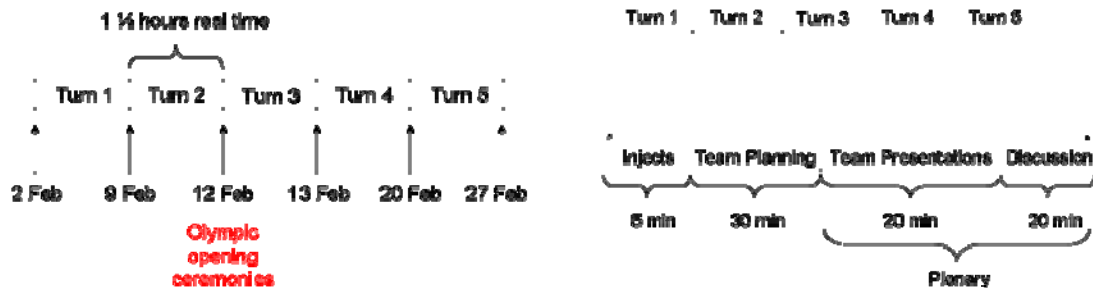 1 ½ hours real time
Turn 1 Turn 2 Turn 3 Turn 4 Turn 5
2 Feb 9 Feb 12 Feb 13 Feb 20 Feb 27 Feb
Olympic
opening
ceremonies
Turn 1 Turn 2 Turn 3 Turn 4 Turn 5
Injects Team Planning Team Presentations Discussion
5 min 30 min 20 min 20 min
Plenary